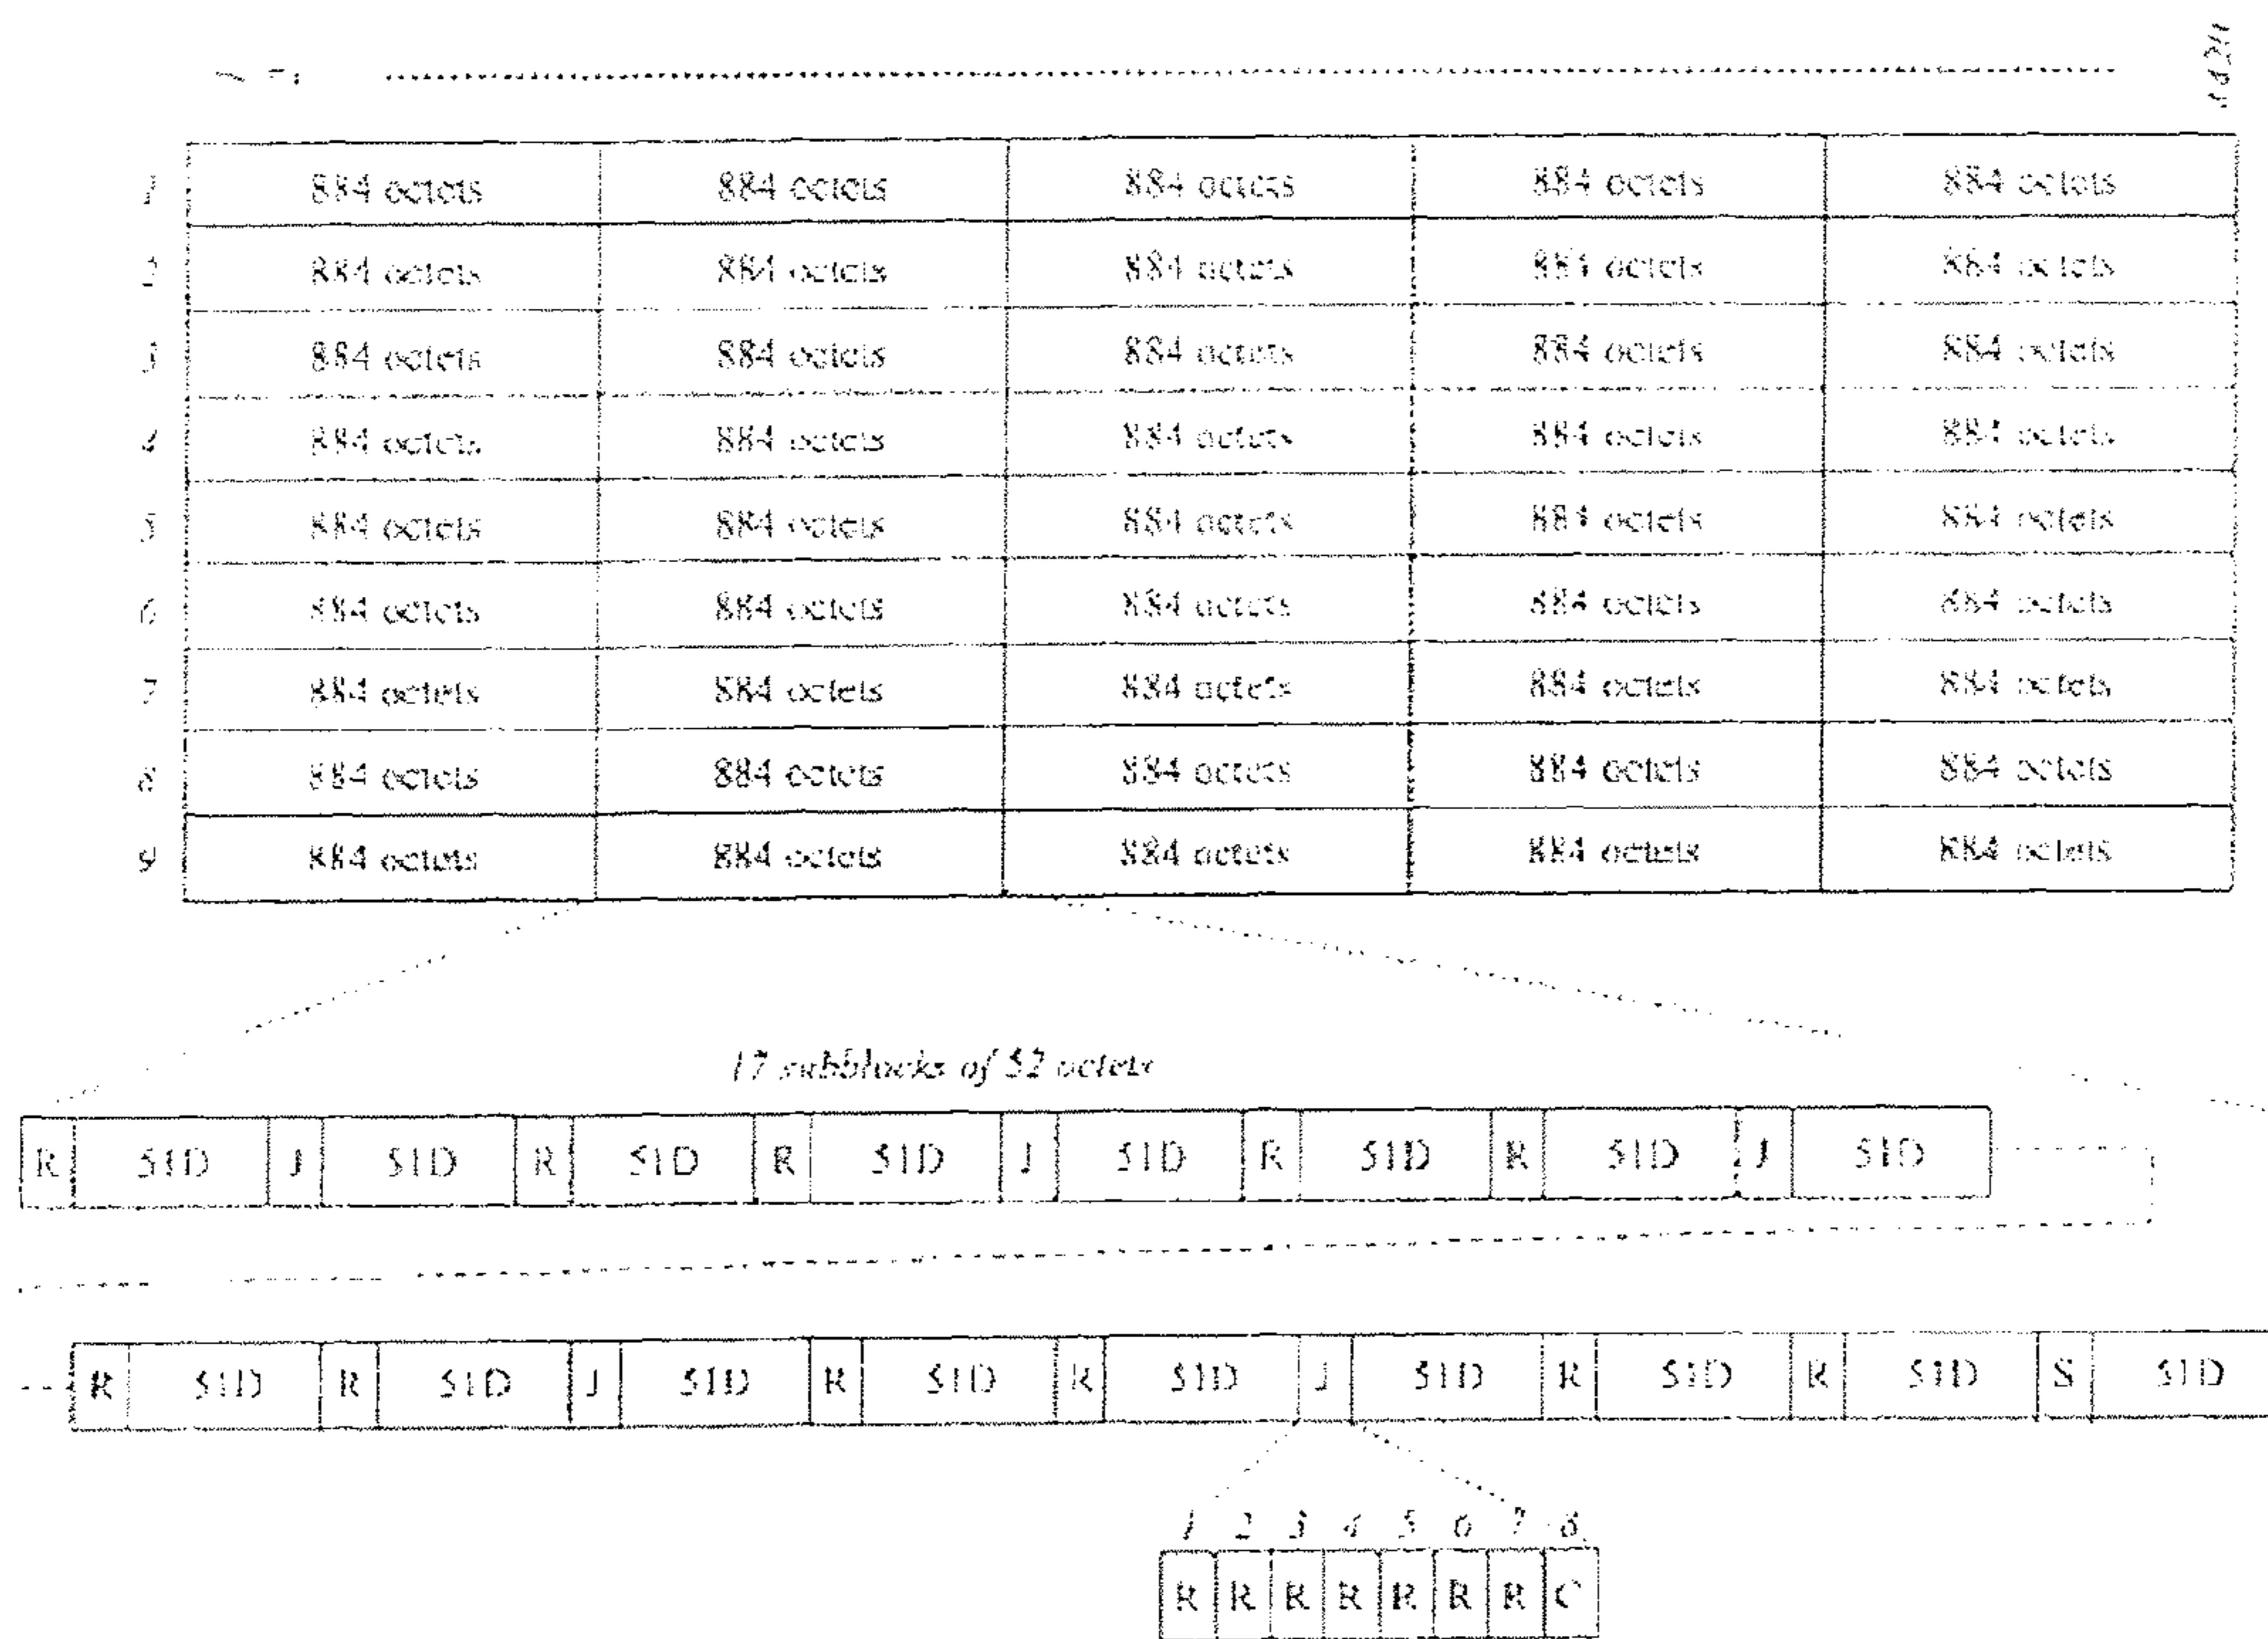 1 884 octets 884 octets 884 octets 884 octets 884 octets
2 884 octets 884 octets 884 octets 884 octets 884 octets
3 884 octets 884 octets 884 octets 884 octets 884 octets
4 884 octets 884 octets 884 octets 884 octets 884 octets
5 884 octets 884 octets 884 octets 884 octets 884 octets
6 884 octets 884 octets 884 octets 884 octets 884 octets
7 884 octets 884 octets 884 octets 884 octets 884 octets
8 884 octets 884 octets 884 octets 884 octets 884 octets
9 884 octets 884 octets 884 octets 884 octets 884 octets
17 subblocks of 52 octets
R 51D J 51D R 51D R 51D J 51D R 51D R 51D J 51D
R 51D R 51D J 51D R 51D R 51D J 51D R 51D R 51D S 51D
1 2 3 4 5 6 7 8
R R R R R R R C